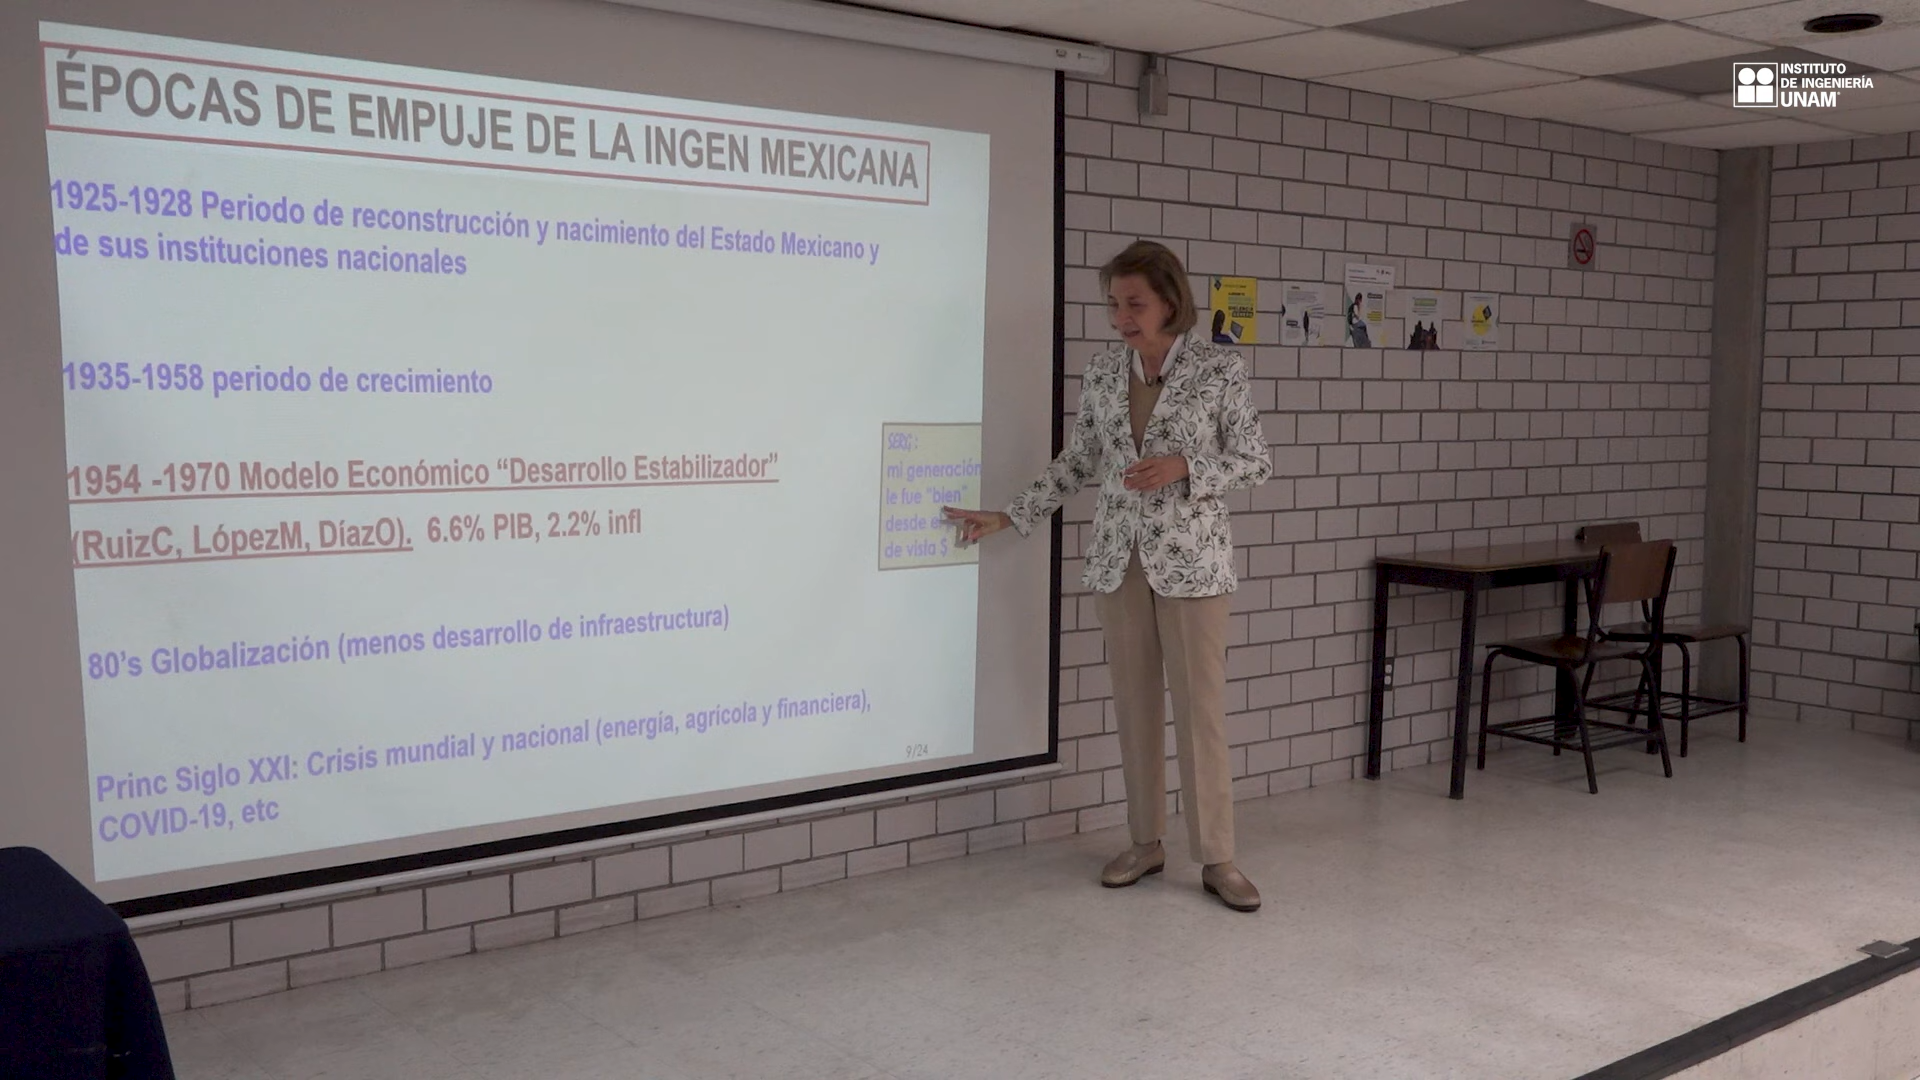 ÉPOCAS DE EMPUJE DE LA INGEN MEXICANA
1925-1928 Periodo de reconstrucción y nacimiento del Estado Mexicano y
de sus instituciones nacionales
1935-1958 periodo de crecimiento
1954 -1970 Modelo Económico “Desarrollo Estabilizador”
(RuizC, LópezM, DíazO). 6.6% PIB, 2.2% infl
mi generación
le fue "bien"
desde
de vista $
80's Globalización (menos desarrollo de infraestructura)
Princ Siglo XXI: Crisis mundial y nacional (energía, agrícola y financiera),
COVID-19, etc
9/24
INSTITUTO
DE INGENIERÍA
UNAM